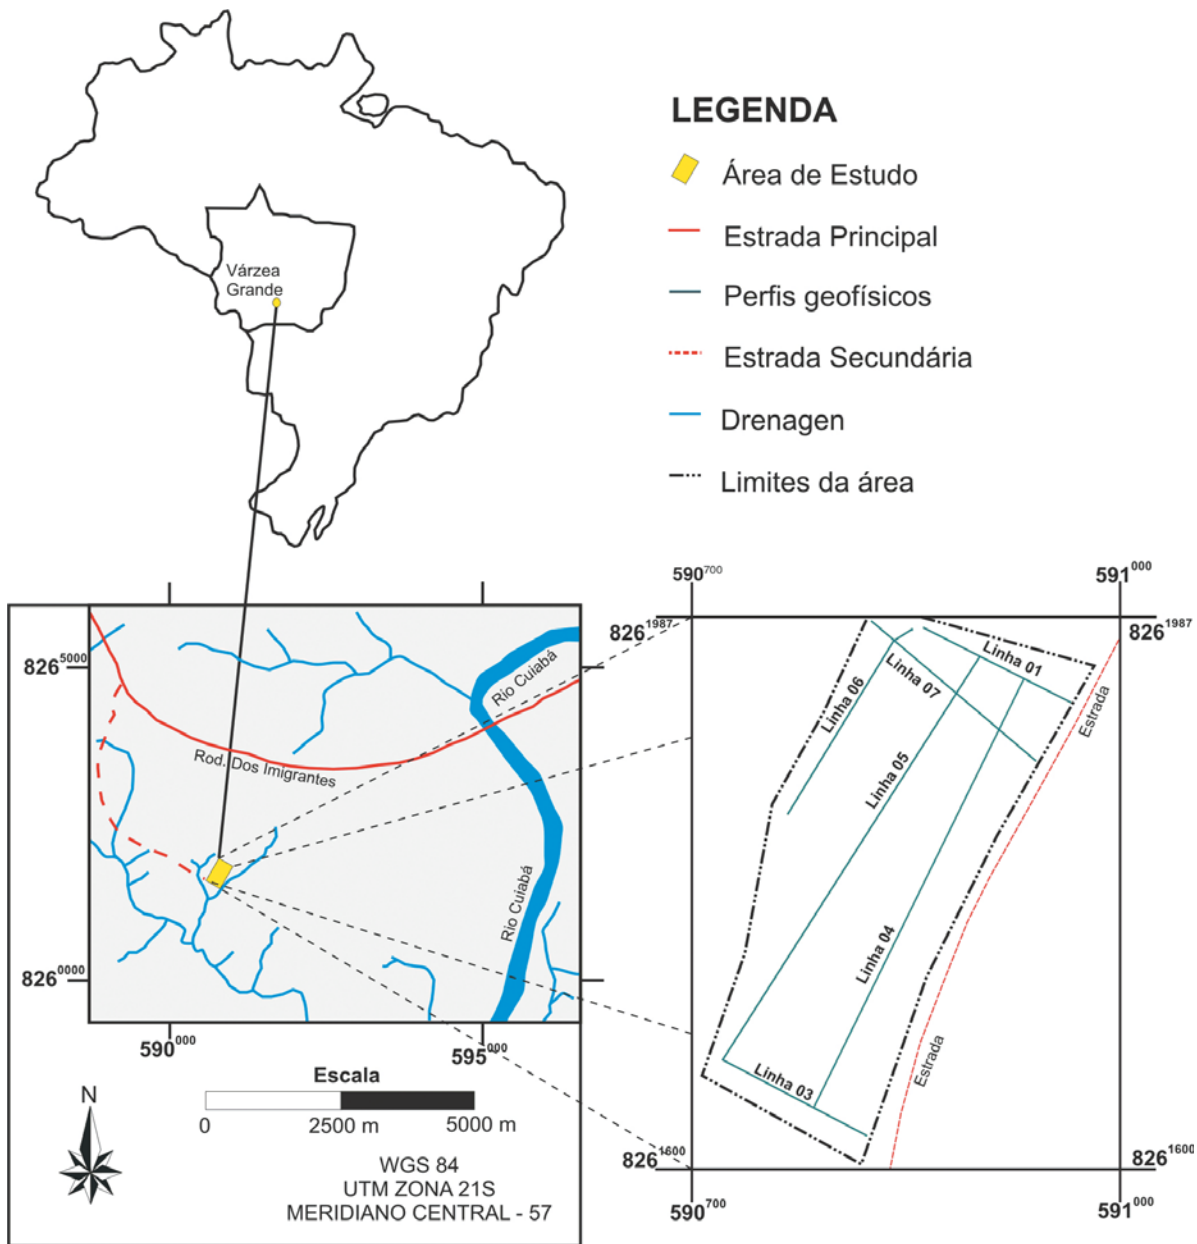 LEGENDA
Área de Estudo
Estrada Principal
Perfis geofísicos
Estrada Secundária
Drenagen
Limites da área
Várzea
Grande
590700
591000
8261987
8261987
Linha 01
Linha 07
Linha 06
Linha 05
Linha 04
Linha 03
Estrada
Estrada
8261600
8261600
590700
591000
8265000
8260000
Rio Cuiabá
Rod. Dos Imigrantes
Rio Cuiabá
590000
595000
Escala
0
2500 m
5000 m
N
WGS 84
UTM ZONA 21S
MERIDIANO CENTRAL - 57